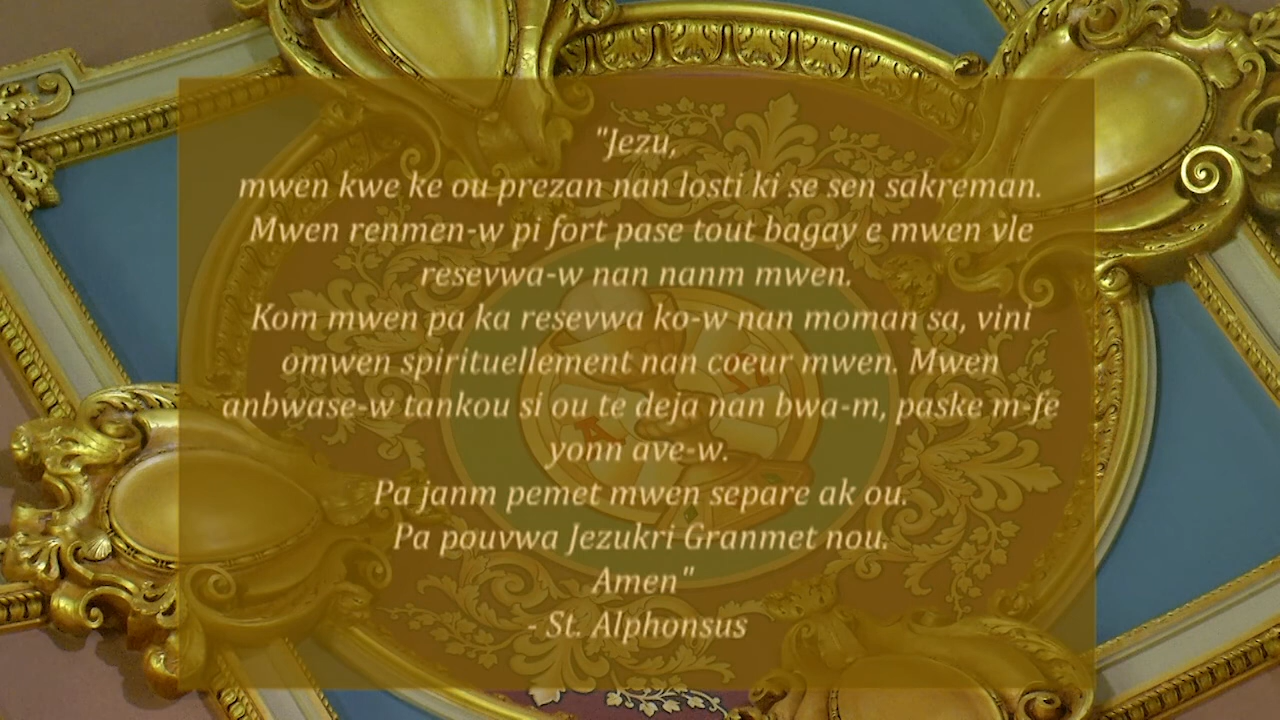 "Jezu,
mwen kwe ke ou prezan nan losti ki se sen sakreman.
Mwen renmen-w pi fort pase tout bagay e mwen vle
resevwa-w nan nanm mwen.
Kom mwen pa ka resevwa ko-w nan moman sa, vini
omwen spirituellement nan coeur mwen. Mwen
anbwase-w tankou si ou te deja nan bwa-m, paske m-fe
yonn ave-w.
Pa janm pemet mwen separe ak ou.
Pa pouvwa Jezukri Granmet nou.
Amen"
- St. Alphonsus